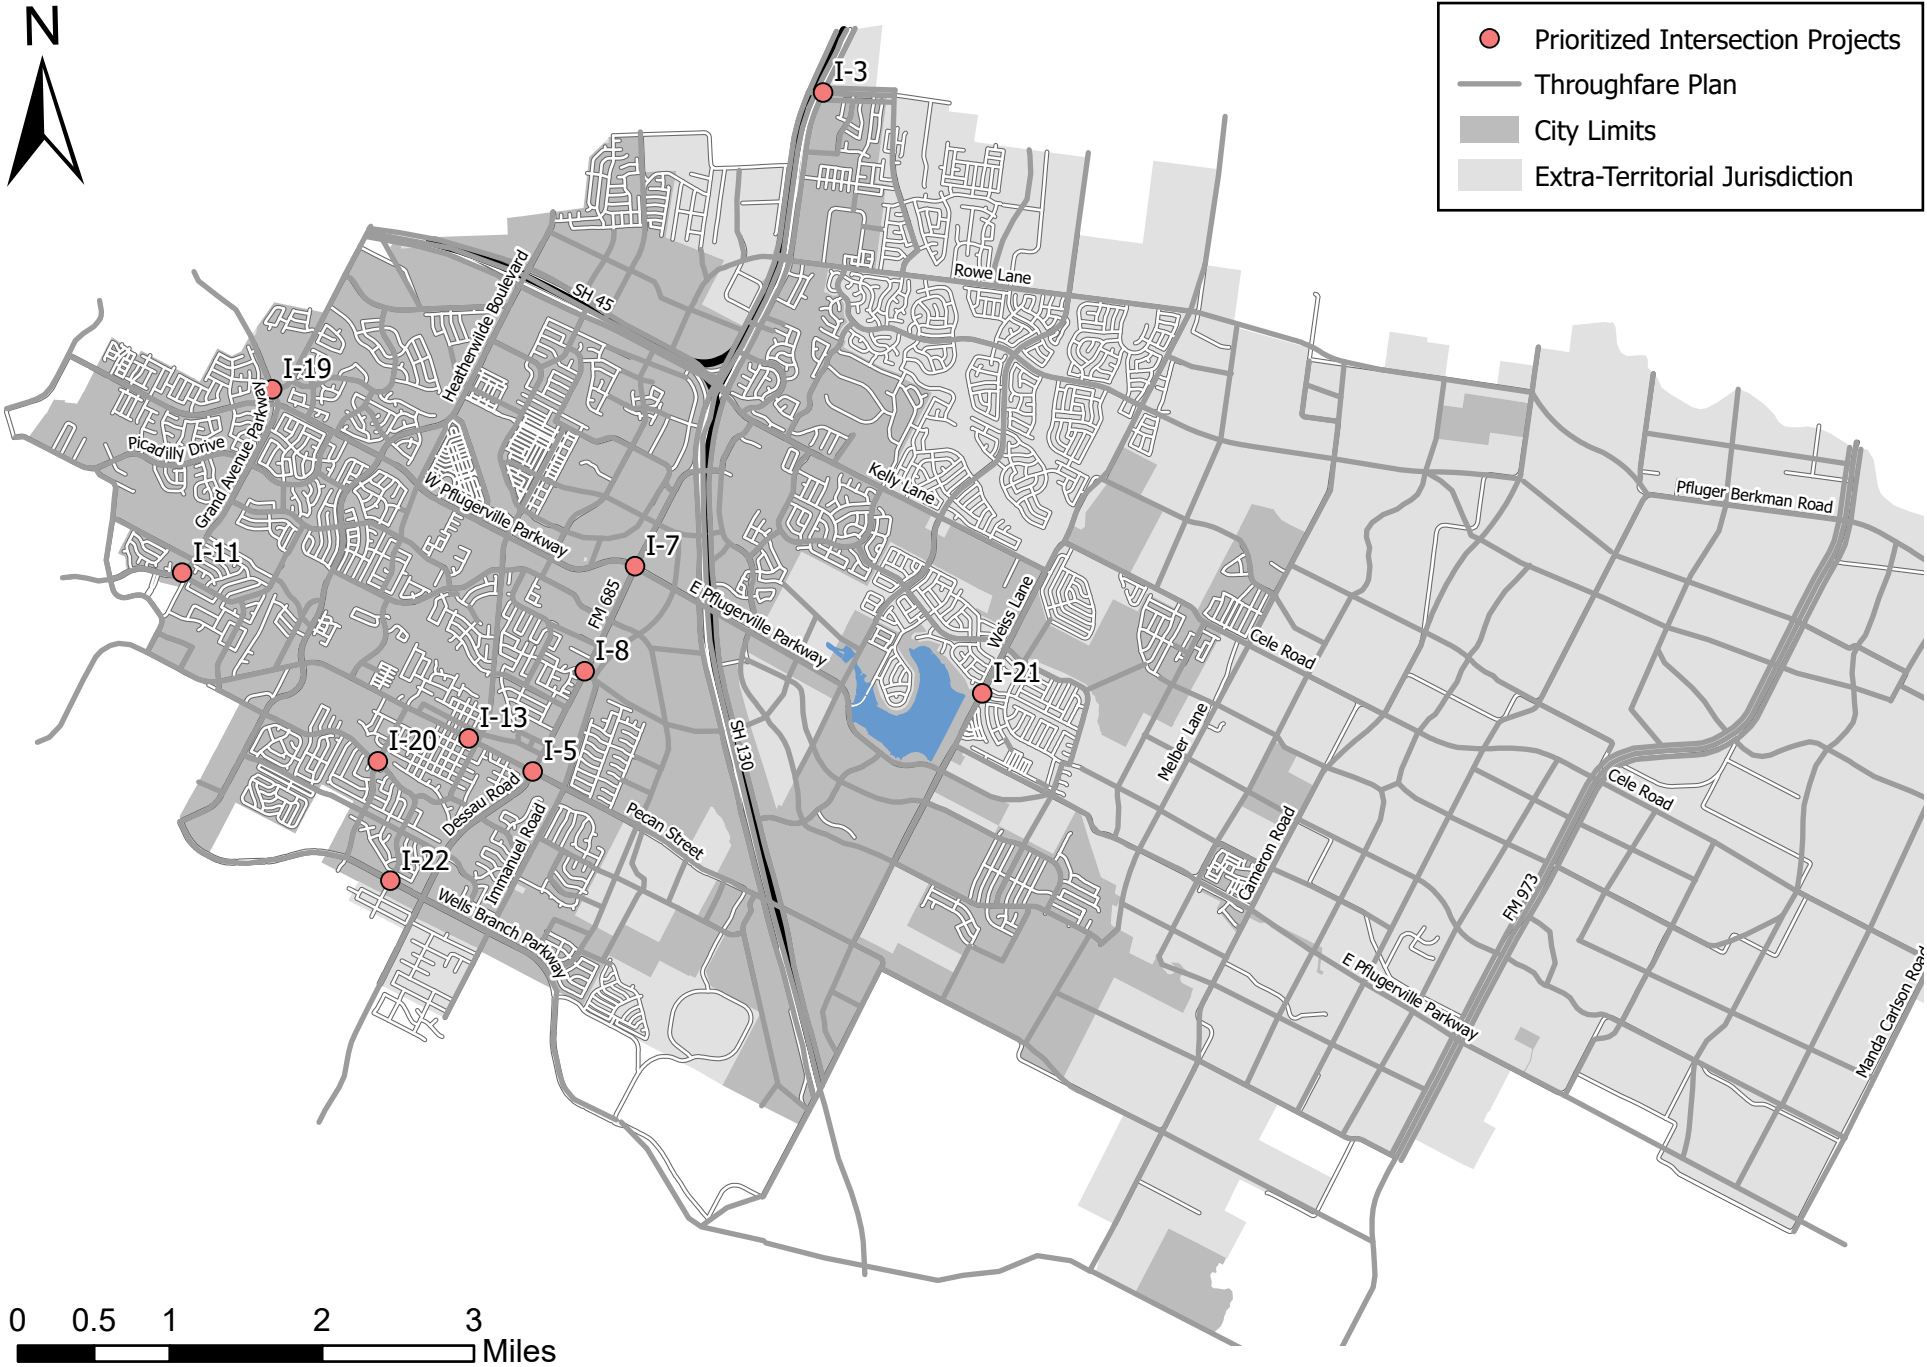 N
Prioritized Intersection Projects
Throughfare Plan
City Limits
Extra-Territorial Jurisdiction
I-3
Rowe Lane
SH 45
Heatherwilde Boulevard
I-19
Picadilly Drive
Grand Avenue Parkway
Kelly Lane
W Pflugerville Parkway
Pfluger Berkman Road
I-7
I-11
FM 685
E Pflugerville Parkway
Weiss Lane
Cele Road
I-8
I-21
I-13
I-20
I-5
SH 130
Melber Lane
Dessau Road
Cele Road
Immanuel Road
Pecan Street
Cameron Road
I-22
Wells Branch Parkway
FM 973
E Pflugerville Parkway
Manda Carlson Road
0 0.5 1 2 3
Miles